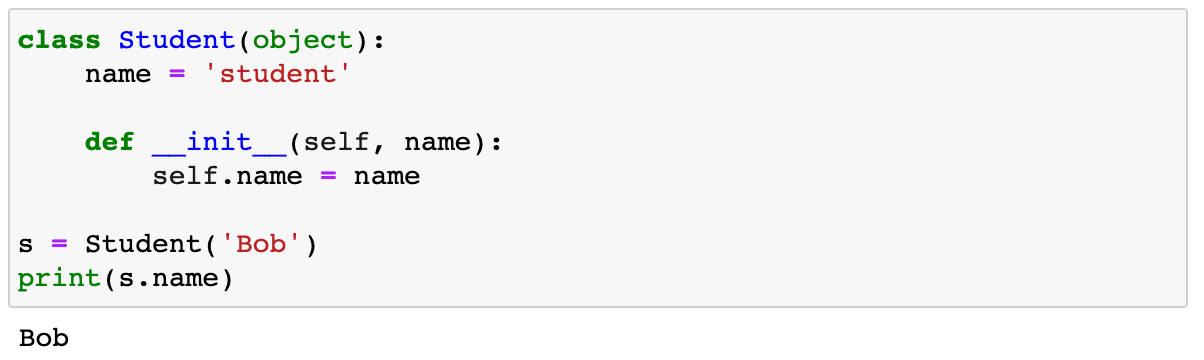 class Student(object):
    name = 'student'
    def __init__(self, name):
        self.name = name
s = Student('Bob')
print(s.name)
Bob